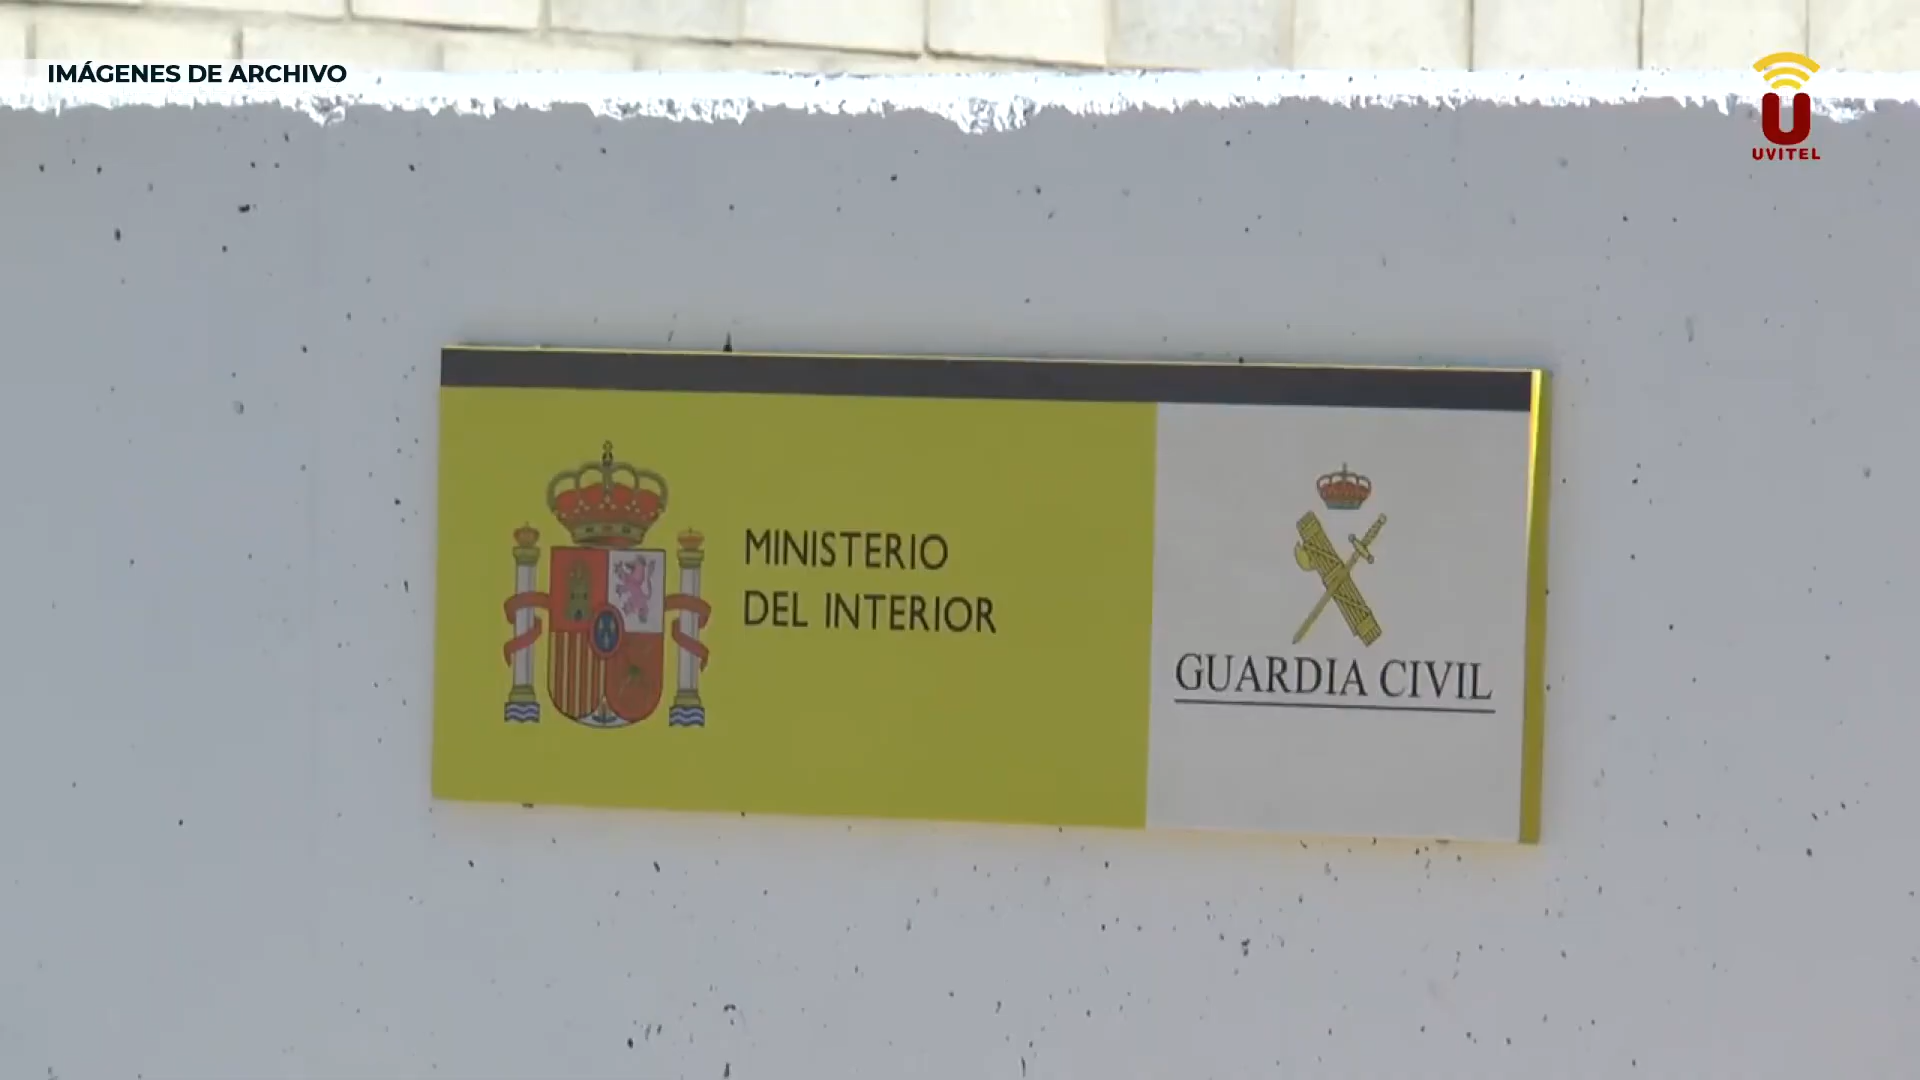 IMÁGENES DE ARCHIVO
UVITEL
MINISTERIO
DEL INTERIOR
GUARDIA CIVIL